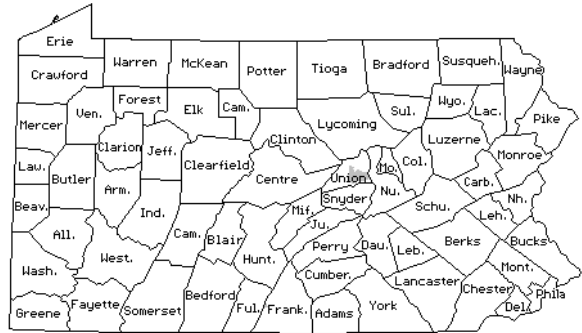 Erie
Warren
McKean
Potter
Tioga
Bradford
Susqueh.
Wayne
Crawford
Forest
Elk
Cam.
Sul.
Wyo.
Lac.
Pike
Mercer
Ven.
Clarion
Jeff.
Clearfield
Clinton
Lycoming
Luzerne
Monroe
Law.
Butler
Arm.
Centre
Union
Mo.
Col.
Carb.
Beav.
Ind.
Snyder
Nu.
Schu.
Leh.
Nh.
All.
West.
Cam.
Blair
Hunt.
Mif.
Ju.
Perry
Dau.
Leb.
Berks
Bucks
Wash.
Cumber.
Lancaster
Mont.
Greene
Fayette
Somerset
Bedford
Ful.
Frank.
Adams
York
Chester
Del.
Phila